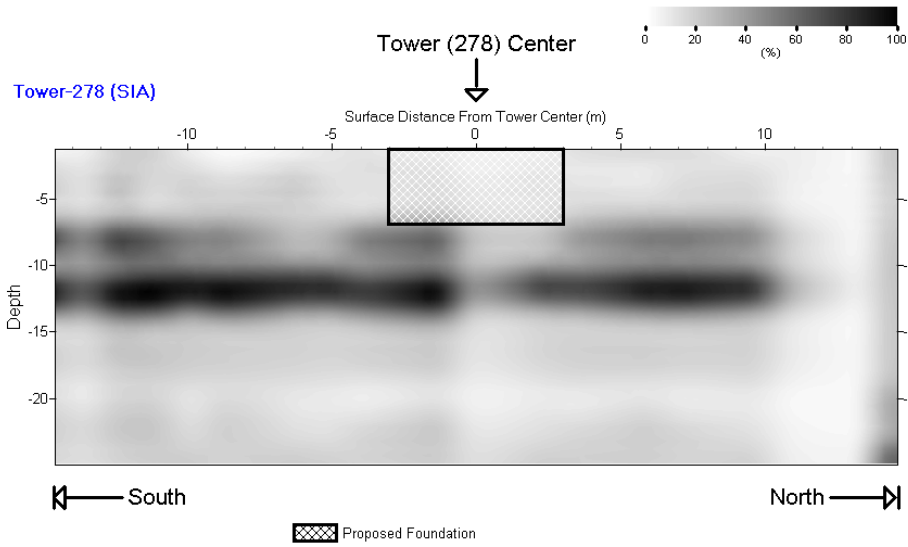 0 20 40 60 80 100
(%)
Tower (278) Center
Tower-278 (SIA)
Surface Distance From Tower Center (m)
-10 -5 0 5 10
-5
-10
-15
-20
Depth
South
North
Proposed Foundation